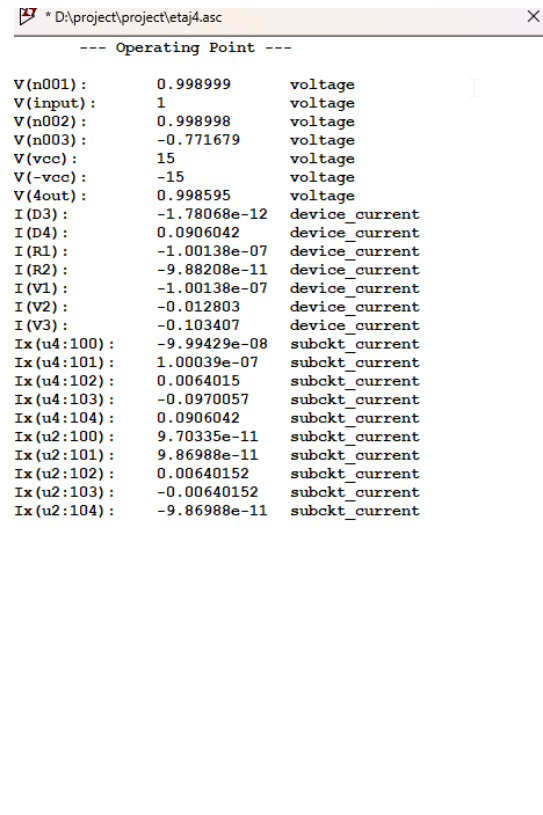 * D:\project\project\etaj4.asc
--- Operating Point ---
V(n001): 0.998999 voltage
V(input): 1 voltage
V(n002): 0.998998 voltage
V(n003): -0.771679 voltage
V(vcc): 15 voltage
V(-vcc): -15 voltage
V(4out): 0.998595 voltage
I(D3): -1.78068e-12 device_current
I(D4): 0.0906042 device_current
I(R1): -1.00138e-07 device_current
I(R2): -9.88208e-11 device_current
I(V1): -1.00138e-07 device_current
I(V2): -0.012803 device_current
I(V3): -0.103407 device_current
Ix(u4:100): -9.99429e-08 subckt_current
Ix(u4:101): 1.00039e-07 subckt_current
Ix(u4:102): 0.0064015 subckt_current
Ix(u4:103): -0.0970057 subckt_current
Ix(u4:104): 0.0906042 subckt_current
Ix(u2:100): 9.70335e-11 subckt_current
Ix(u2:101): 9.86988e-11 subckt_current
Ix(u2:102): 0.00640152 subckt_current
Ix(u2:103): -0.00640152 subckt_current
Ix(u2:104): -9.86988e-11 subckt_current